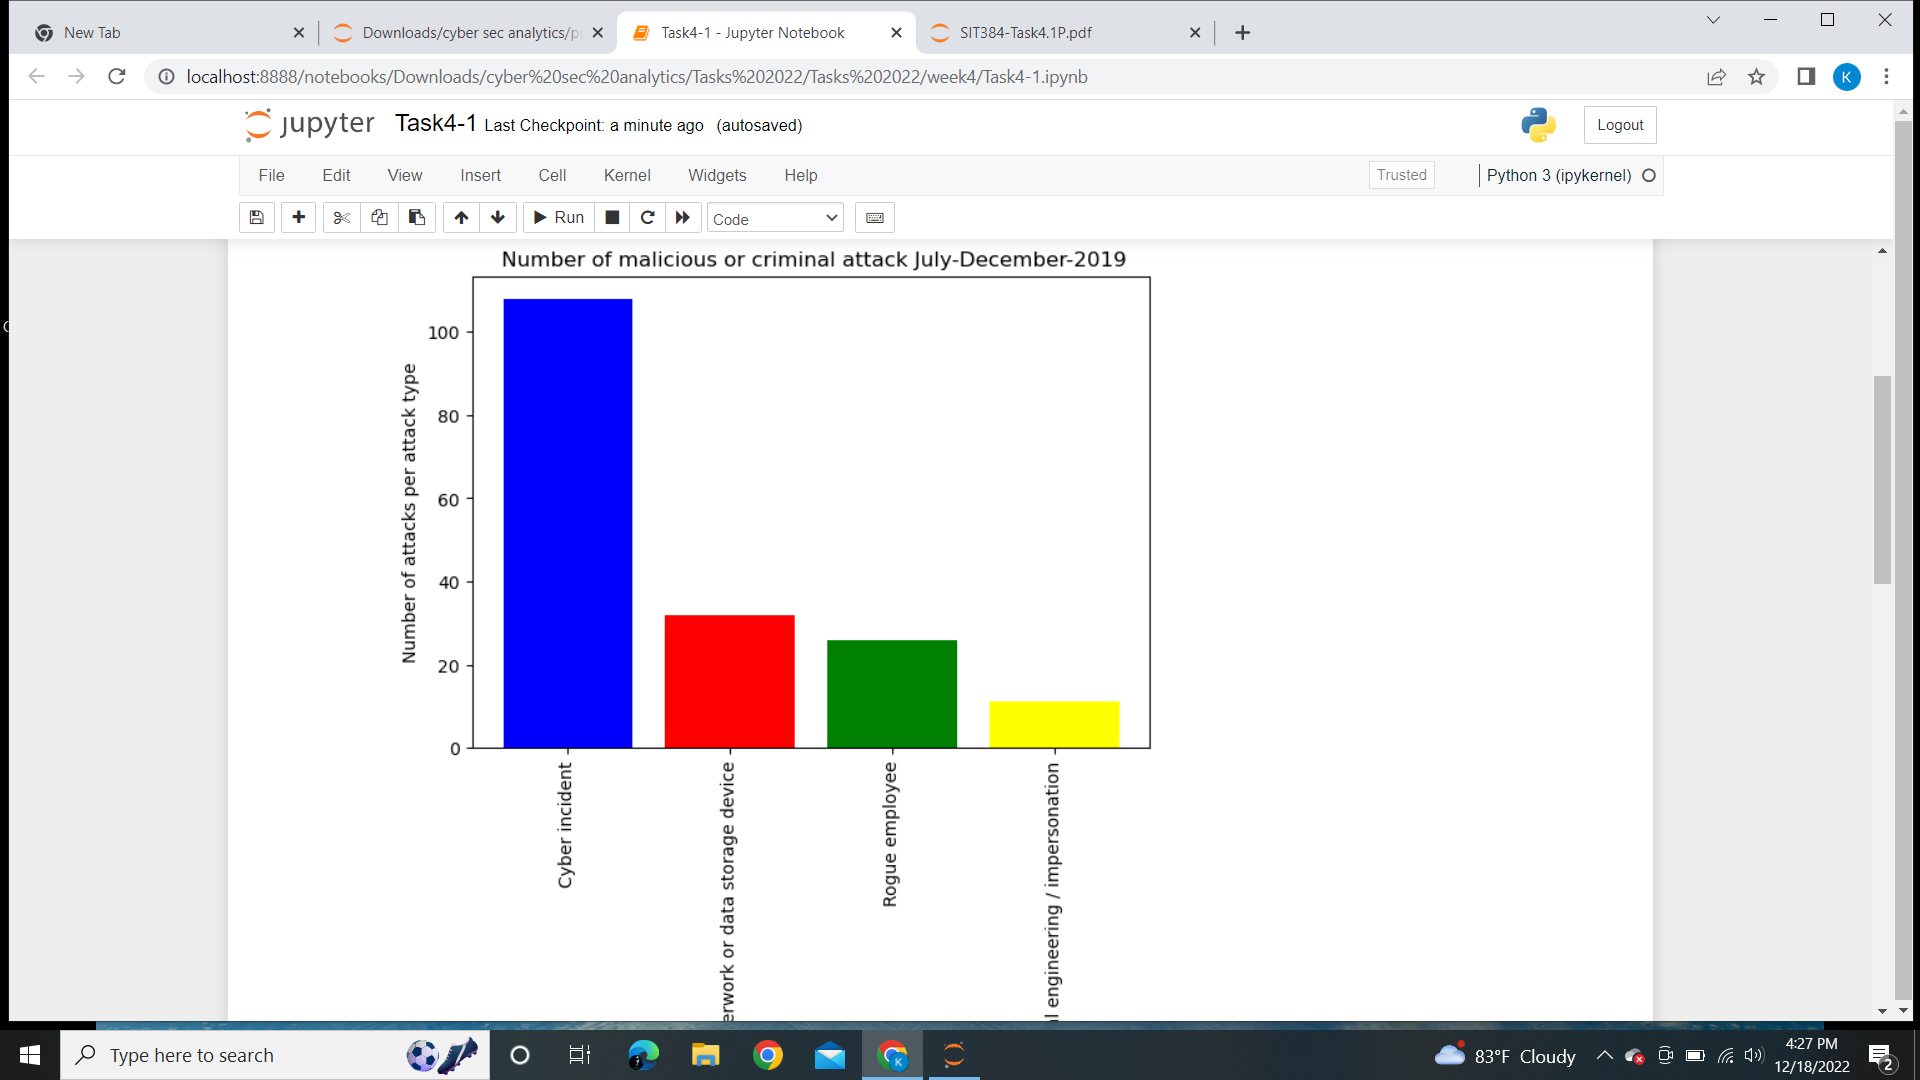 New Tab
Downloads/cyber sec analytics/p
Task4-1 - Jupyter Notebook
SIT384-Task4.1P.pdf
localhost:8888/notebooks/Downloads/cyber%20sec%20analytics/Tasks%202022/Tasks%202022/week4/Task4-1.ipynb
K
jupyter Task4-1 Last Checkpoint: a minute ago (autosaved)
Logout
File Edit View Insert Cell Kernel Widgets Help
Trusted
Python 3 (ipykernel)
Run
Code
Number of malicious or criminal attack July-December-2019
Number of attacks per attack type
100
80
60
40
20
0
Cyber incident
erwork or data storage device
Rogue employee
l engineering / impersonation
Type here to search
K
83°F Cloudy
4:27 PM
12/18/2022
2